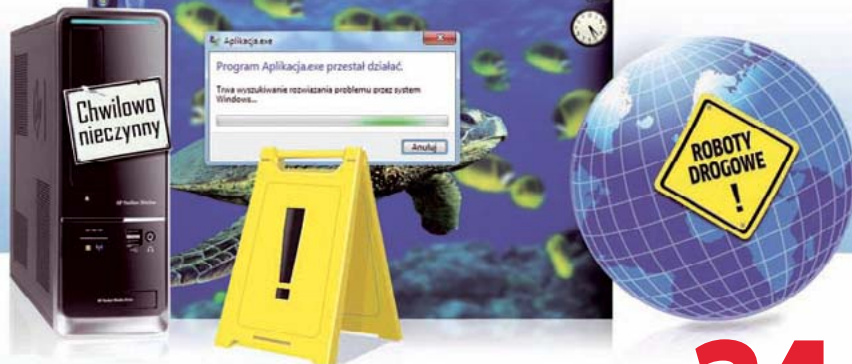 Chwilowo
nieczynny
Aplikacja.exe
Program Aplikacja.exe przestał działać.
Trwa wyszukiwanie rozwiązania problemu przez system
Windows...
Anuluj
!
ROBOTY
DROGOWE
!